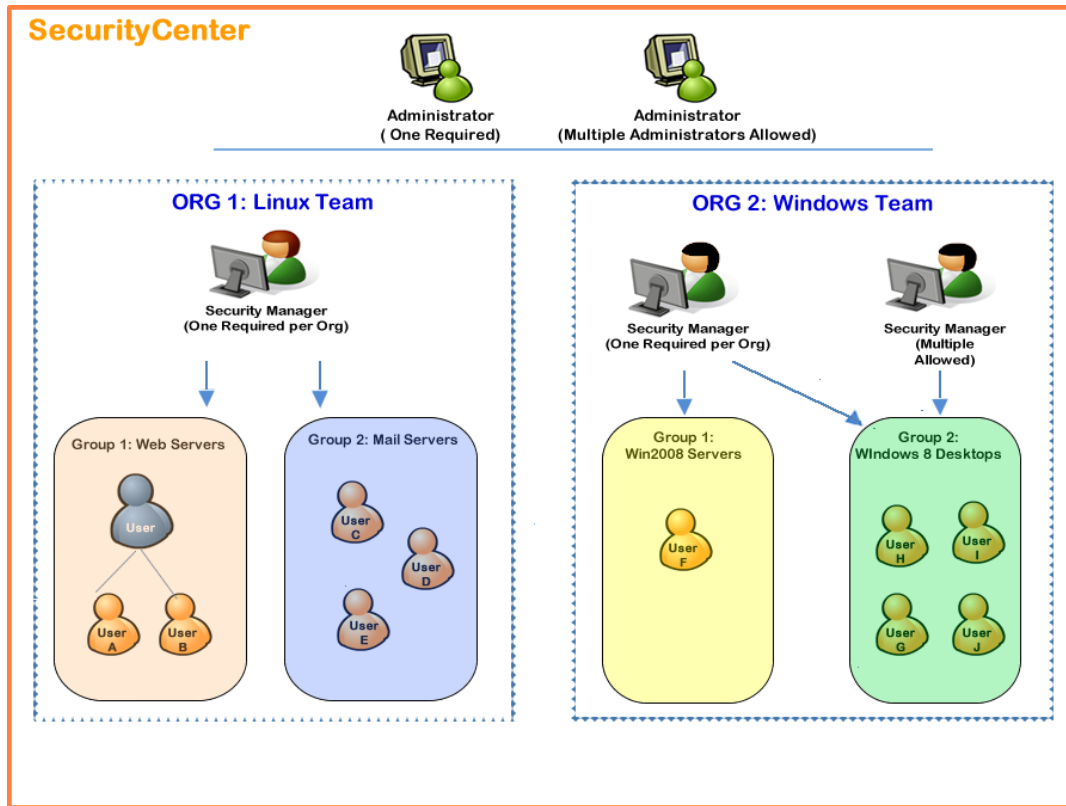 SecurityCenter
Administrator
( One Required)
Administrator
(Multiple Administrators Allowed)
ORG 1: Linux Team
Security Manager
(One Required per Org)
Group 1: Web Servers
User
User
A
User
B
Group 2: Mail Servers
User
C
User
D
User
E
ORG 2: Windows Team
Security Manager
(One Required per Org)
Security Manager
(Multiple
Allowed)
Group 1:
Win2008 Servers
User
F
Group 2:
WIndows 8 Desktops
User
H
User
I
User
G
User
J